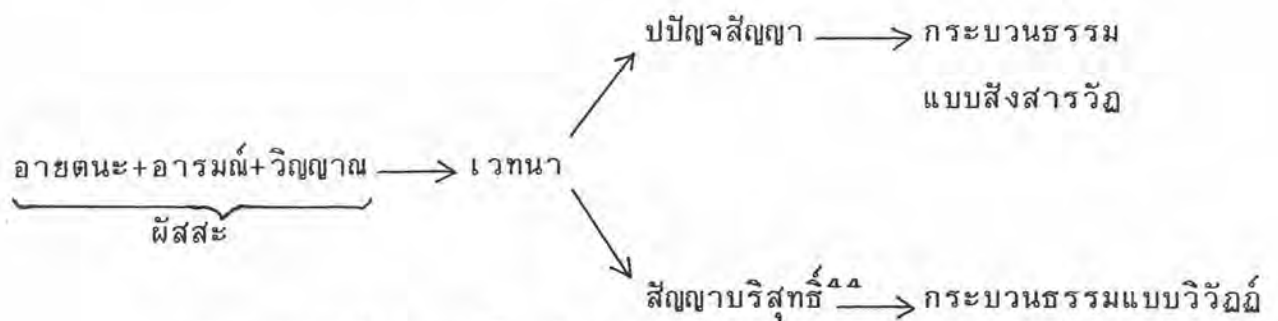 ปปัญจสัญญา → กระบวนธรรม
แบบสังสารวัฏ
อายตนะ+อารมณ์+วิญญาณ → เวทนา
ผัสสะ
สัญญาบริสุทธิ์ → กระบวนธรรมแบบวิวัฏฏ์